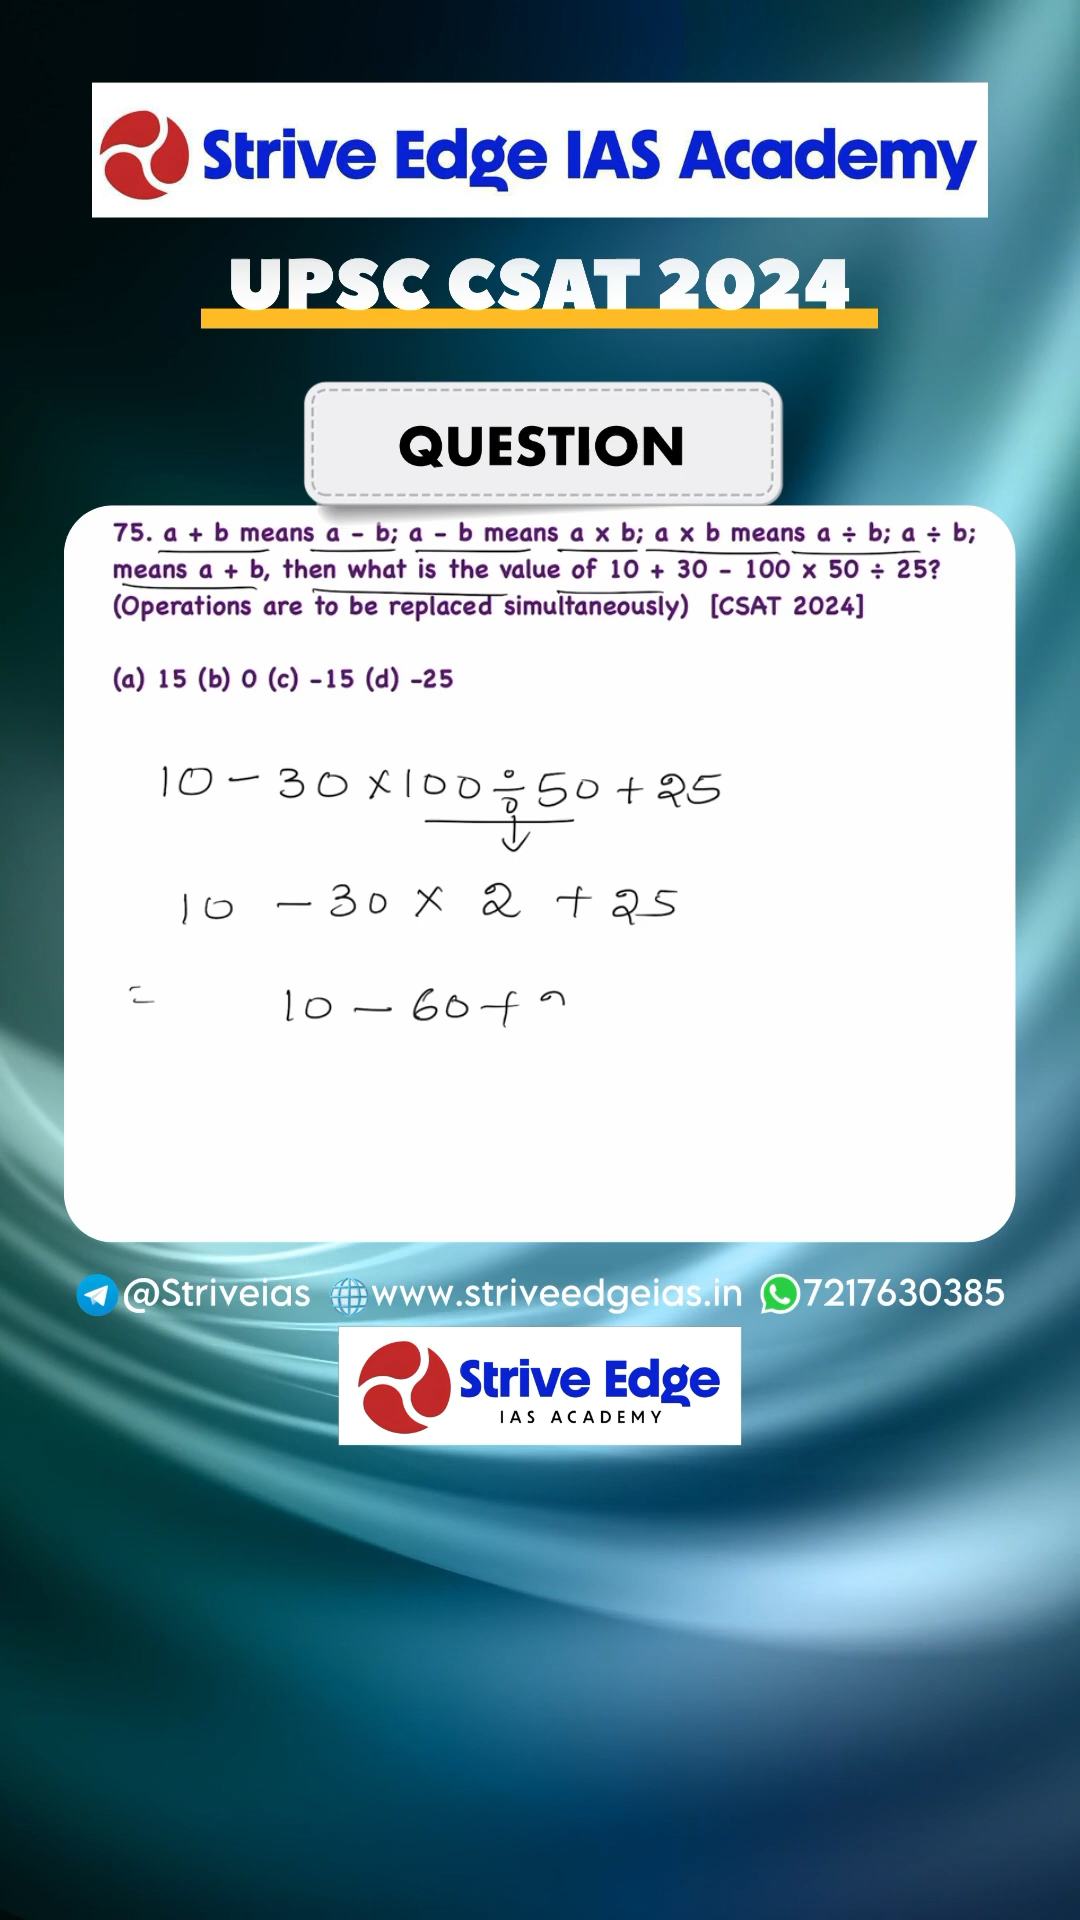 Strive Edge IAS Academy
UPSC CSAT 2024
QUESTION
75. a + b means a - b; a - b means a x b; a x b means a ÷ b; a ÷ b;
means a + b, then what is the value of 10 + 30 - 100 x 50 ÷ 25?
(Operations are to be replaced simultaneously) [CSAT 2024]
(a) 15 (b) 0 (c) -15 (d) -25
10 - 30 × 100 ÷ 50 + 25
10 - 30 × 2 + 25
= 10 - 60 +
@Striveias www.striveedgeias.in 7217630385
Strive Edge
IAS ACADEMY